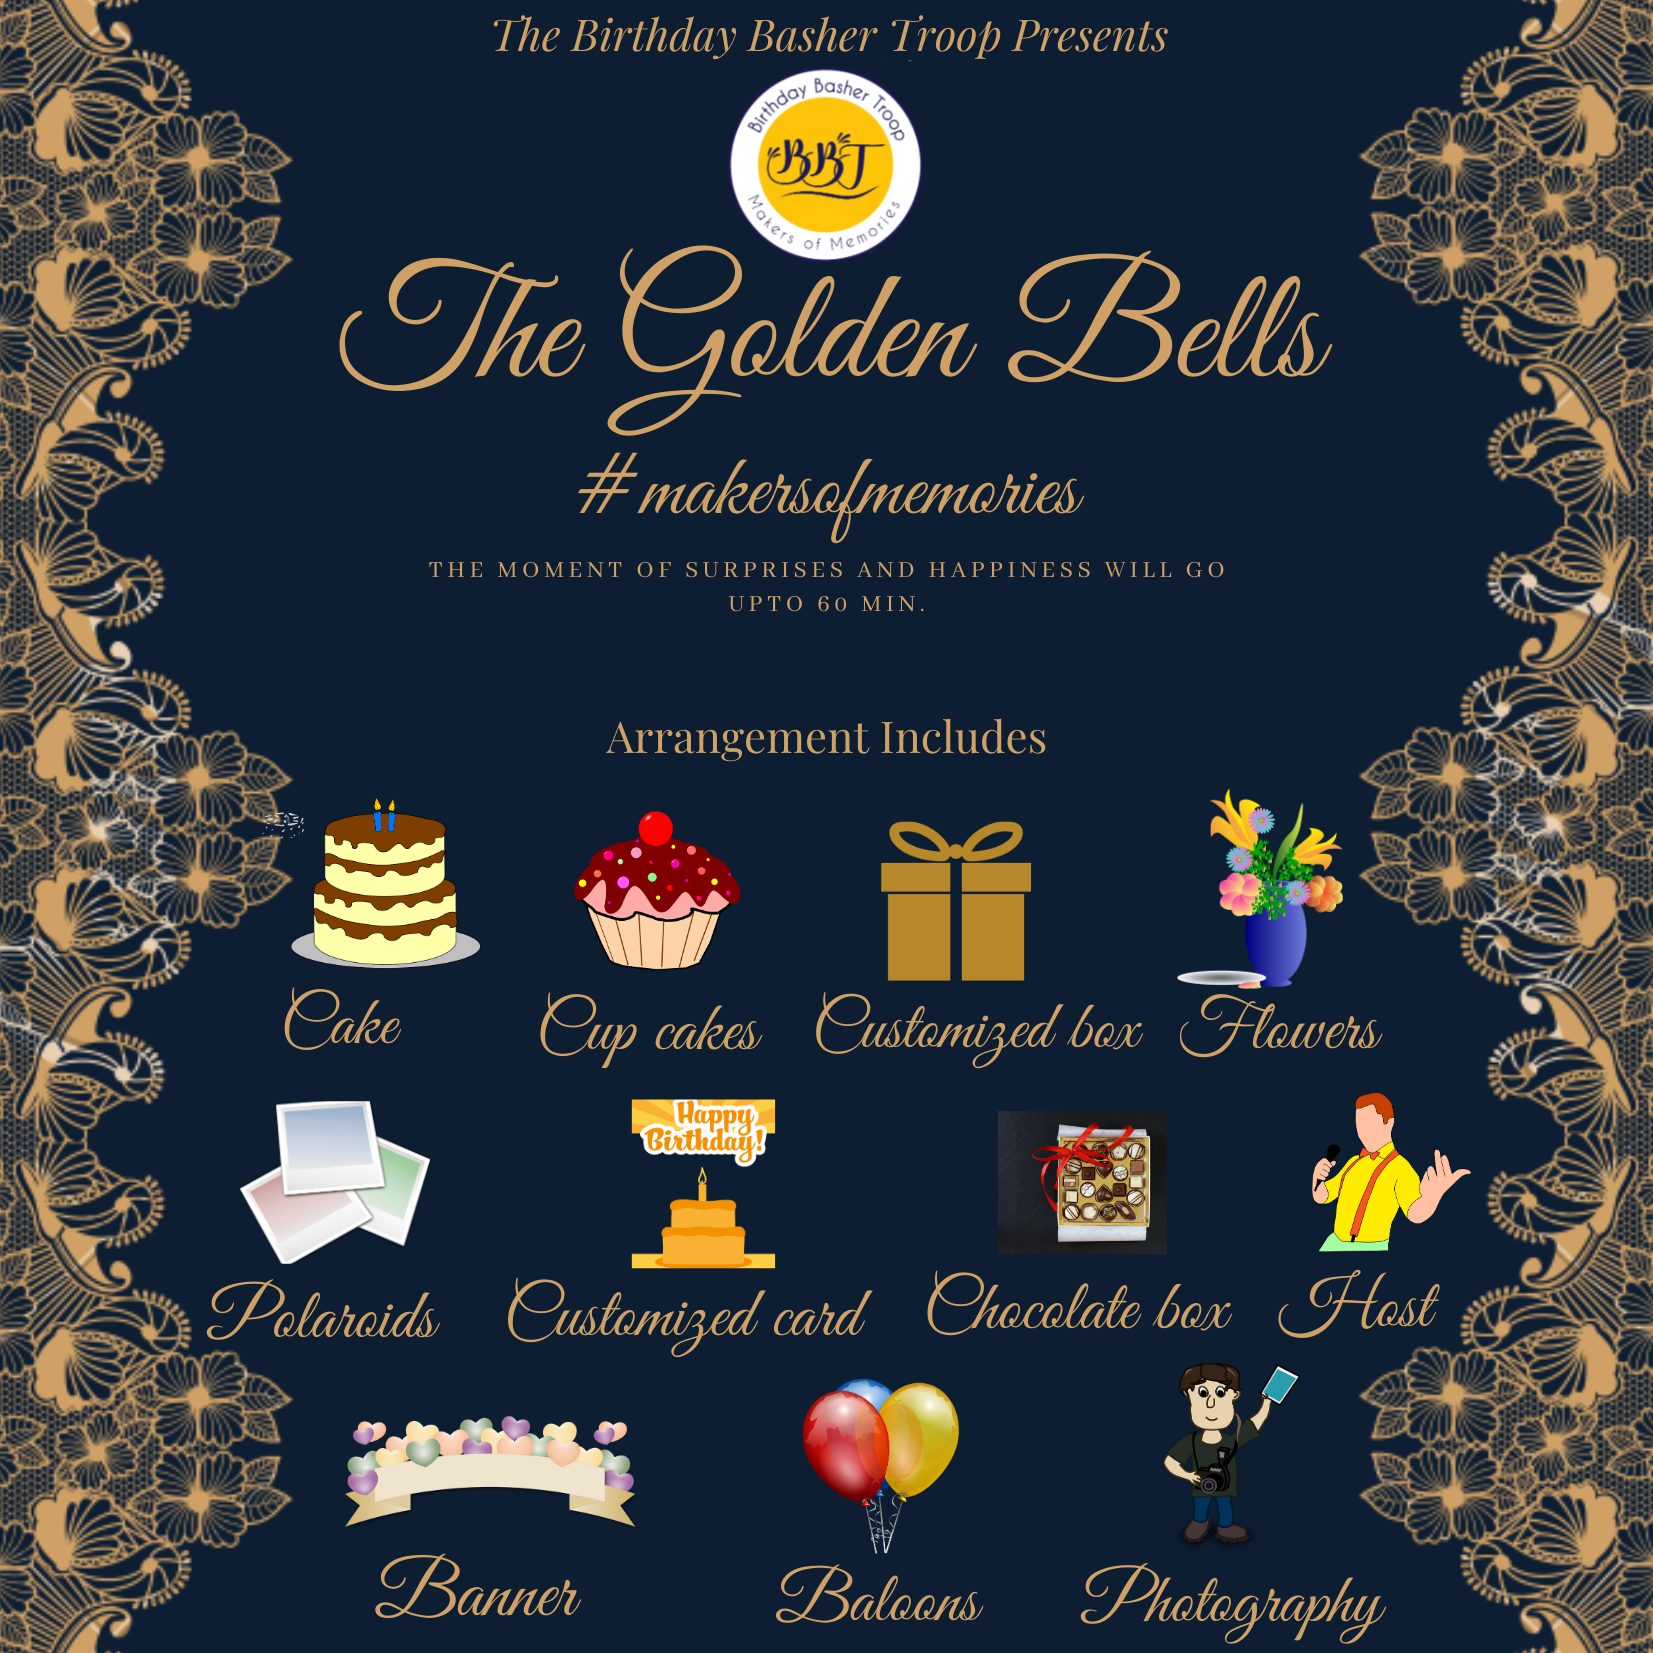 The Birthday Basher Troop Presents
Birthday Basher Troop
BBT
Makers of Memories
The Golden Bells
#makersofmemories
THE MOMENT OF SURPRISES AND HAPPINESS WILL GO
UPTO 60 MIN.
Arrangement Includes
Cake
Cup cakes
Customized box
Flowers
Happy
Birthday!
Polaroids
Customized card
Chocolate box
Host
Banner
Baloons
Photography